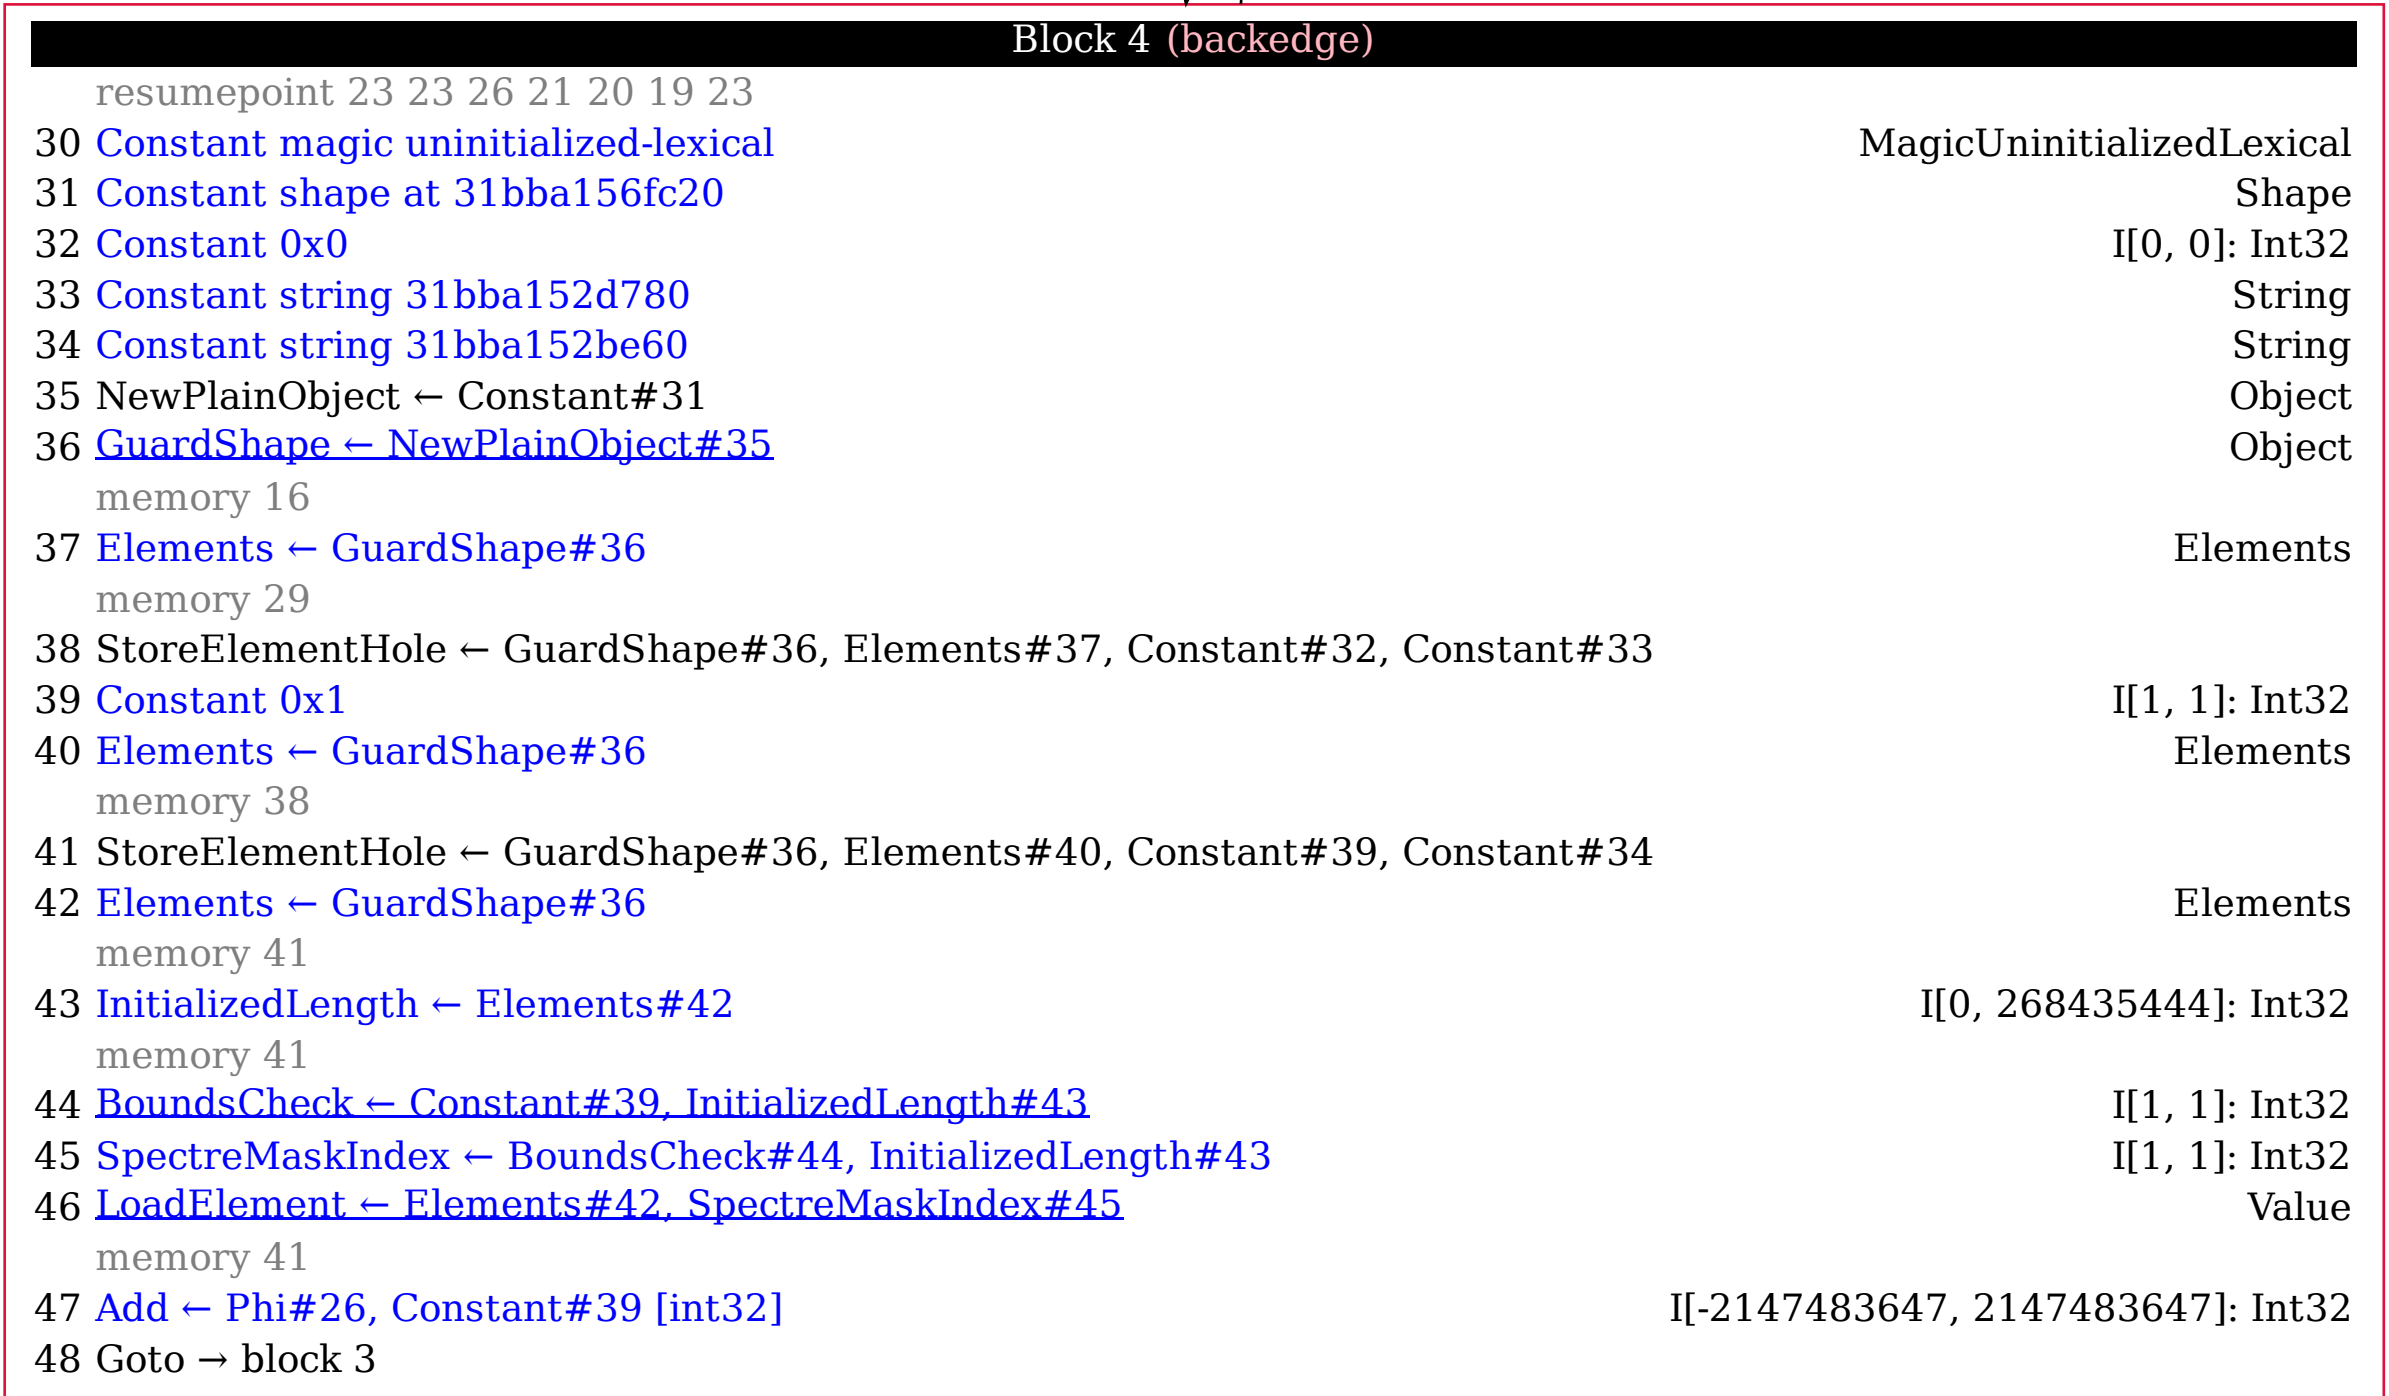 Block 4 (backedge)
resumepoint 23 23 26 21 20 19 23
30 Constant magic uninitialized-lexical MagicUninitializedLexical
31 Constant shape at 31bba156fc20 Shape
32 Constant 0x0 I[0, 0]: Int32
33 Constant string 31bba152d780 String
34 Constant string 31bba152be60 String
35 NewPlainObject ← Constant#31 Object
36 GuardShape ← NewPlainObject#35 Object
memory 16
37 Elements ← GuardShape#36 Elements
memory 29
38 StoreElementHole ← GuardShape#36, Elements#37, Constant#32, Constant#33
39 Constant 0x1 I[1, 1]: Int32
40 Elements ← GuardShape#36 Elements
memory 38
41 StoreElementHole ← GuardShape#36, Elements#40, Constant#39, Constant#34
42 Elements ← GuardShape#36 Elements
memory 41
43 InitializedLength ← Elements#42 I[0, 268435444]: Int32
memory 41
44 BoundsCheck ← Constant#39, InitializedLength#43 I[1, 1]: Int32
45 SpectreMaskIndex ← BoundsCheck#44, InitializedLength#43 I[1, 1]: Int32
46 LoadElement ← Elements#42, SpectreMaskIndex#45 Value
memory 41
47 Add ← Phi#26, Constant#39 [int32] I[-2147483647, 2147483647]: Int32
48 Goto → block 3